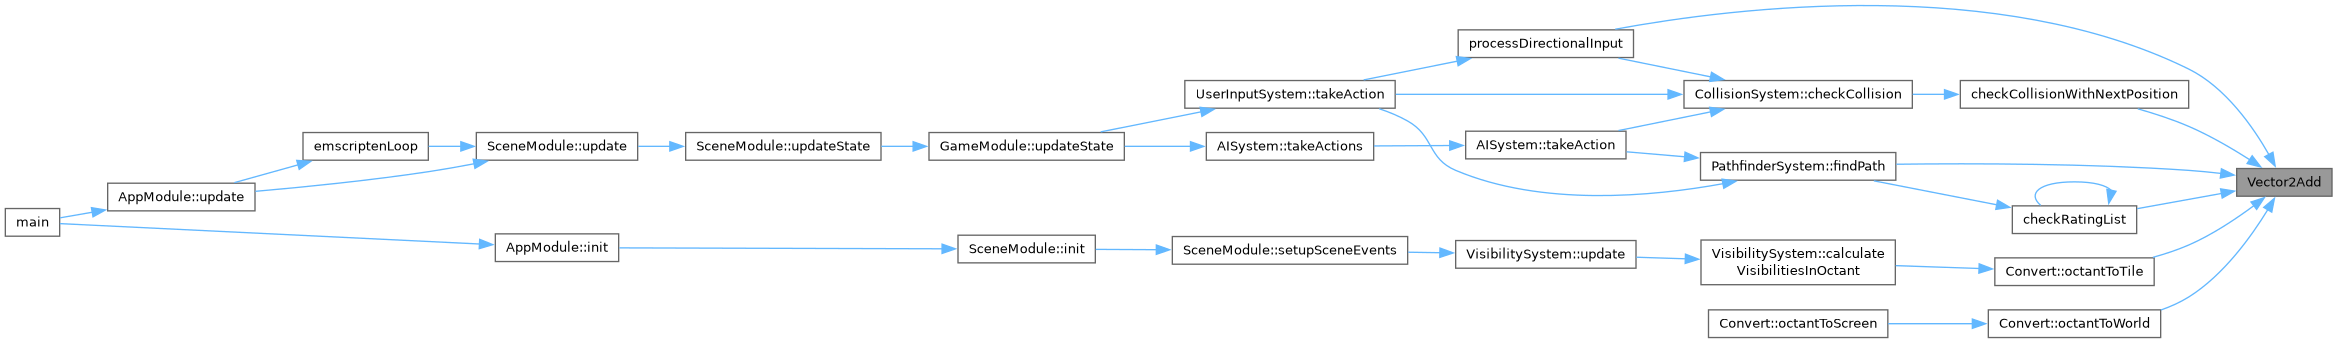 processDirectionalInput
UserInputSystem::takeAction
CollisionSystem::checkCollision
checkCollisionWithNextPosition
emscriptenLoop
SceneModule::update
SceneModule::updateState
GameModule::updateState
AISystem::takeActions
AISystem::takeAction
PathfinderSystem::findPath
Vector2Add
AppModule::update
main
checkRatingList
AppModule::init
SceneModule::init
SceneModule::setupSceneEvents
VisibilitySystem::update
VisibilitySystem::calculate
VisibilitiesInOctant
Convert::octantToTile
Convert::octantToScreen
Convert::octantToWorld